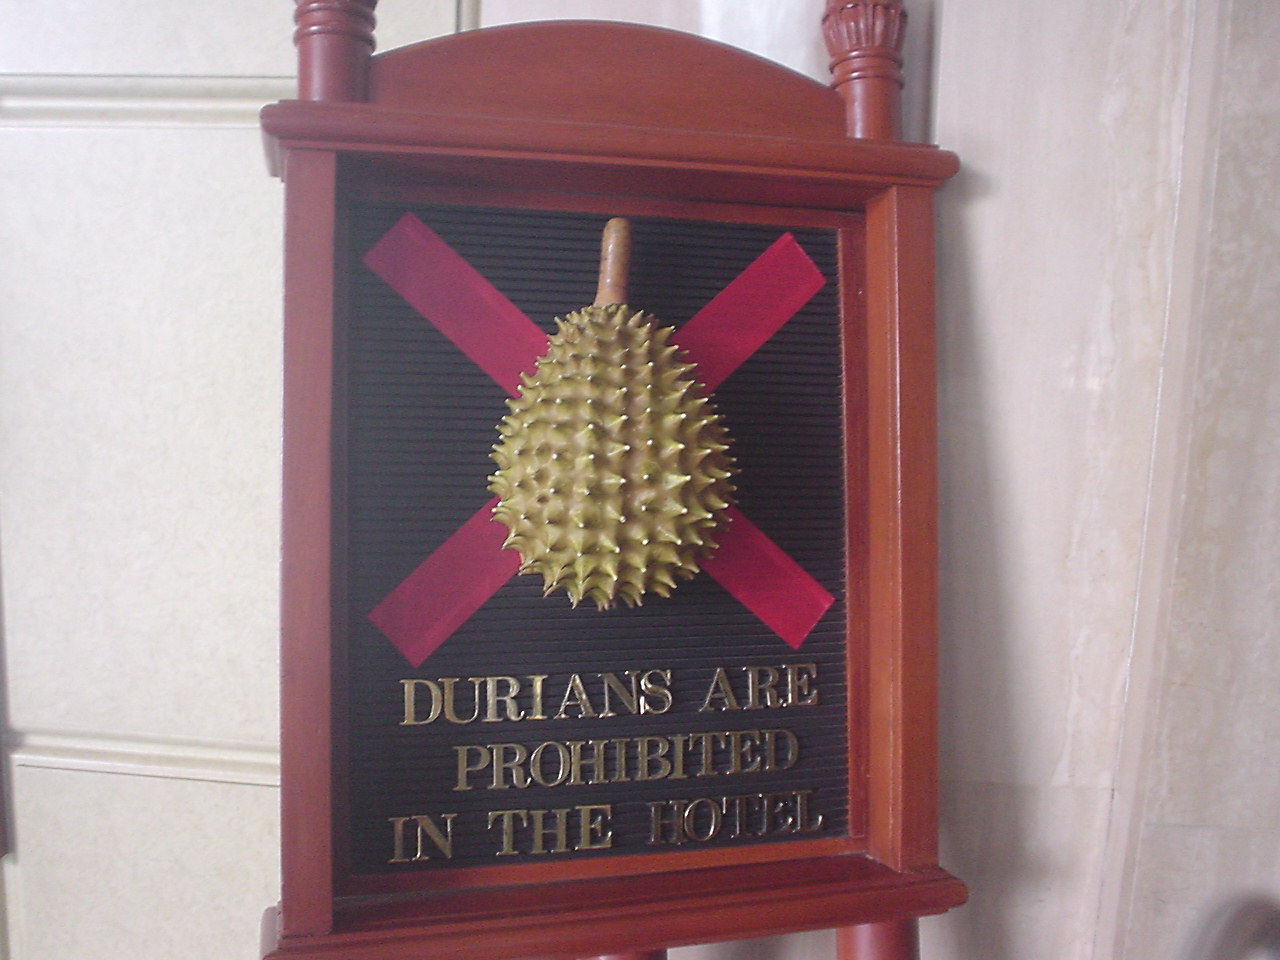 DURIANS ARE
PROHIBITED
IN THE HOTEL